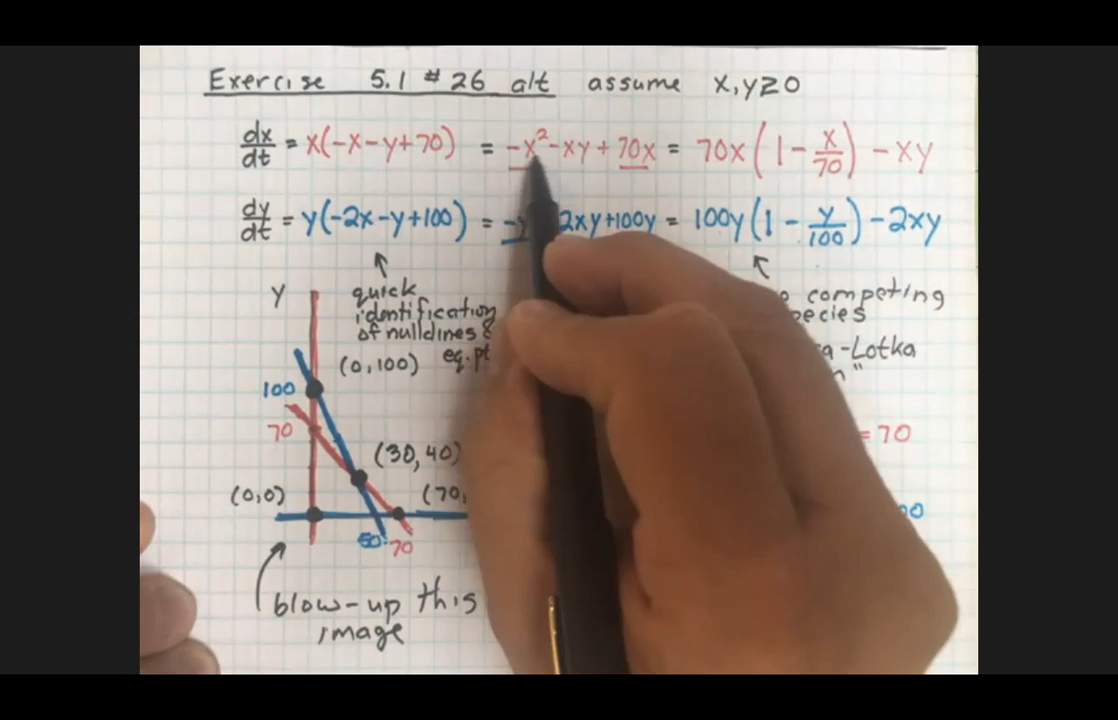 Exercise 5.1 #26 alt assume x,y≥0
dx/dt = x(-x-y+70) = -x²-xy+70x = 70x(1-x/70)-xy
dy/dt = y(-2x-y+100) = -y 2xy+100y = 100y(1-y/100)-2xy
quick
identification
of nullclines &
eq. pt
competing
-Lotka
"
Y
(0,100)
100
70
= 70
(30,40)
(0,0)
(70,
50
70
blow-up this
image